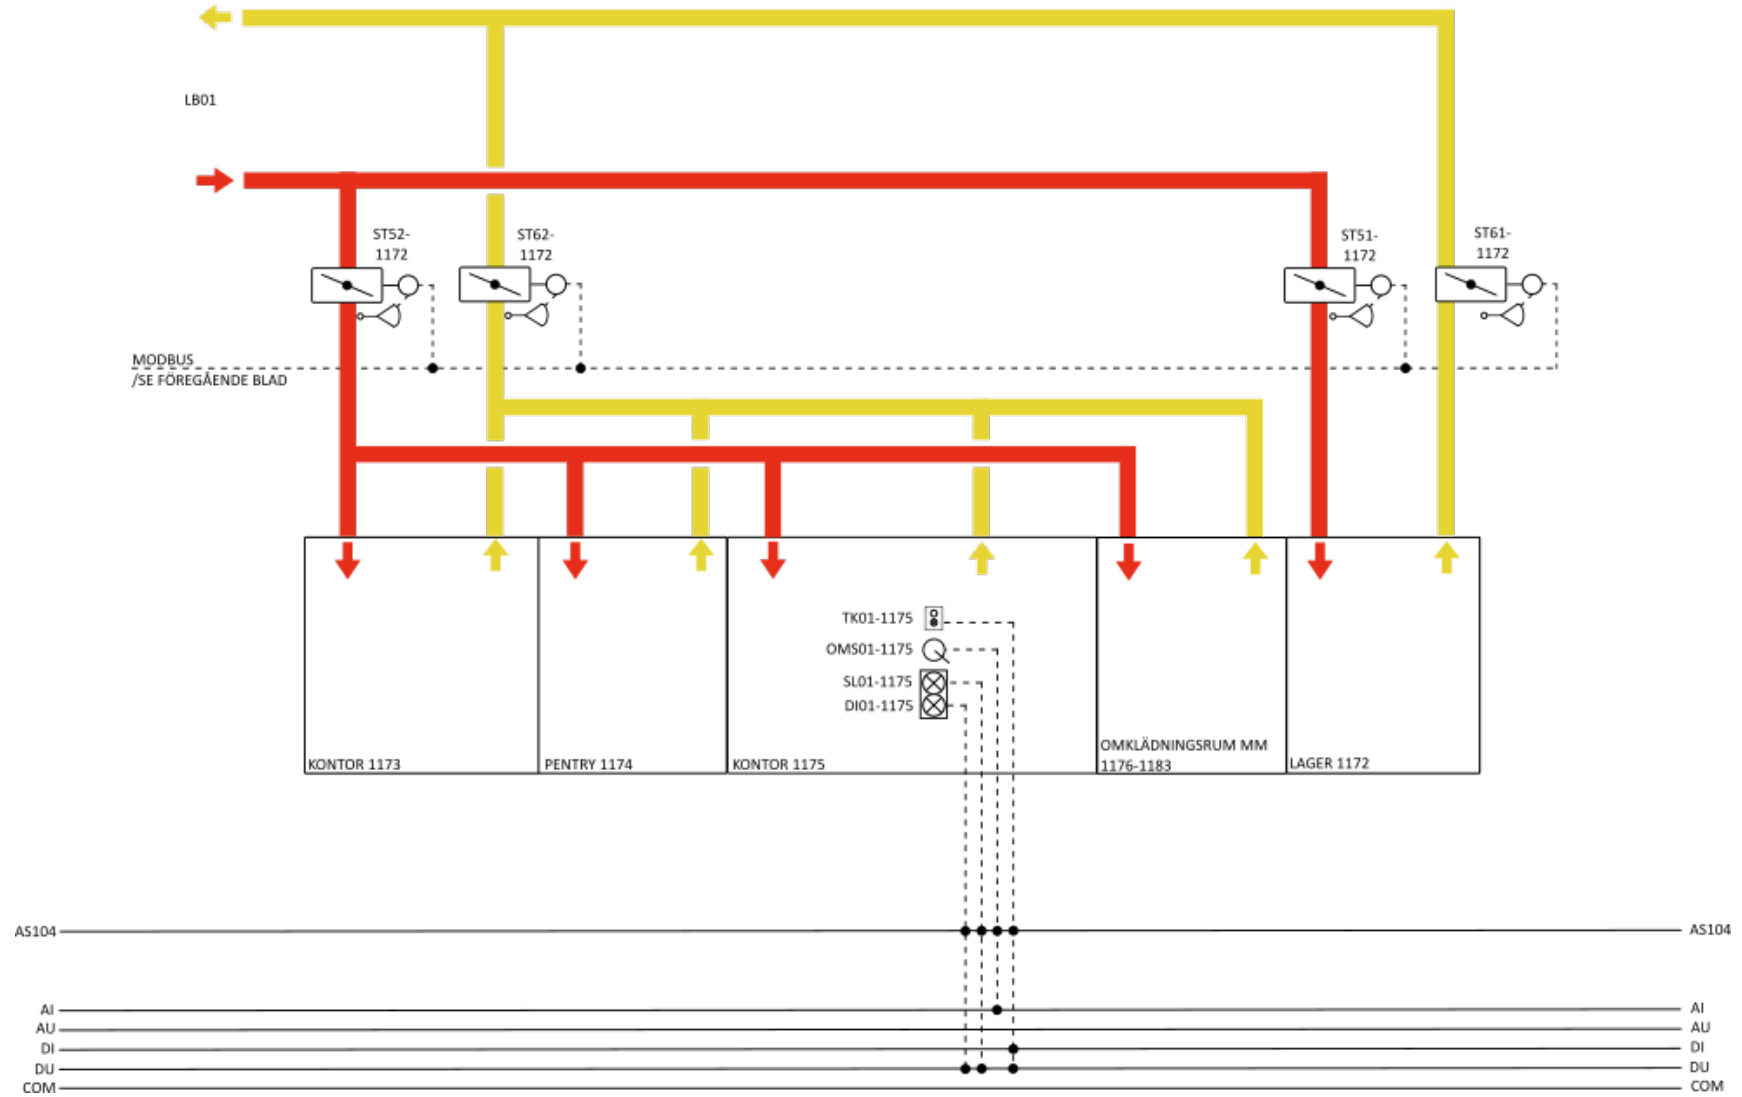 LB01
ST52-
1172
ST62-
1172
ST51-
1172
ST61-
1172
MODBUS
/SE FÖREGÅENDE BLAD
TK01-1175
OMS01-1175
SL01-1175
DI01-1175
KONTOR 1173
PENTRY 1174
KONTOR 1175
OMKLÄDNINGSRUM MM
1176-1183
LAGER 1172
AS104
AS104
AI
AI
AU
AU
DI
DI
DU
DU
COM
COM